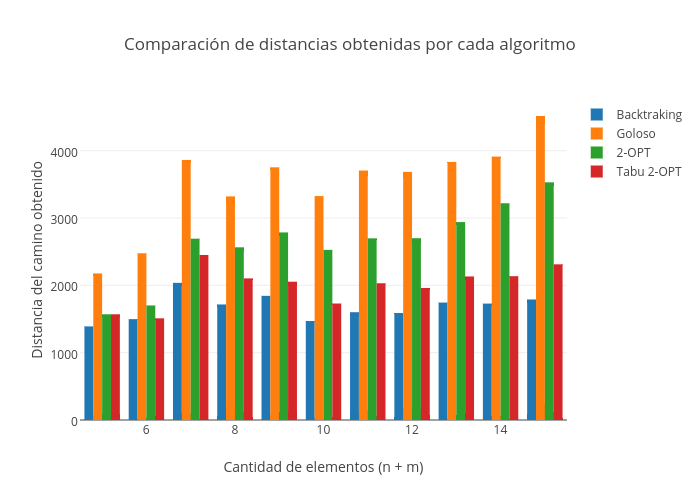 Comparación de distancias obtenidas por cada algoritmo
Backtraking
Goloso
2-OPT
Tabu 2-OPT
Distancia del camino obtenido
4000
3000
2000
1000
0
6
8
10
12
14
Cantidad de elementos (n + m)